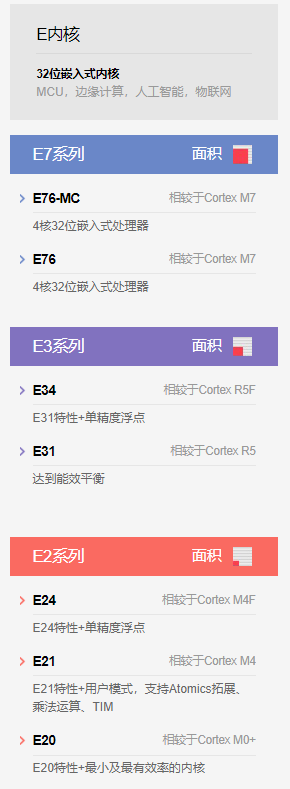 E内核
32位嵌入式内核
MCU，边缘计算，人工智能，物联网
E7系列 面积
E76-MC 相较于Cortex M7
4核32位嵌入式处理器
E76 相较于Cortex M7
4核32位嵌入式处理器
E3系列 面积
E34 相较于Cortex R5F
E31特性+单精度浮点
E31 相较于Cortex R5
达到能效平衡
E2系列 面积
E24 相较于Cortex M4F
E24特性+单精度浮点
E21 相较于Cortex M4
E21特性+用户模式，支持Atomics拓展、
乘法运算、TIM
E20 相较于Cortex M0+
E20特性+最小及最有效率的内核